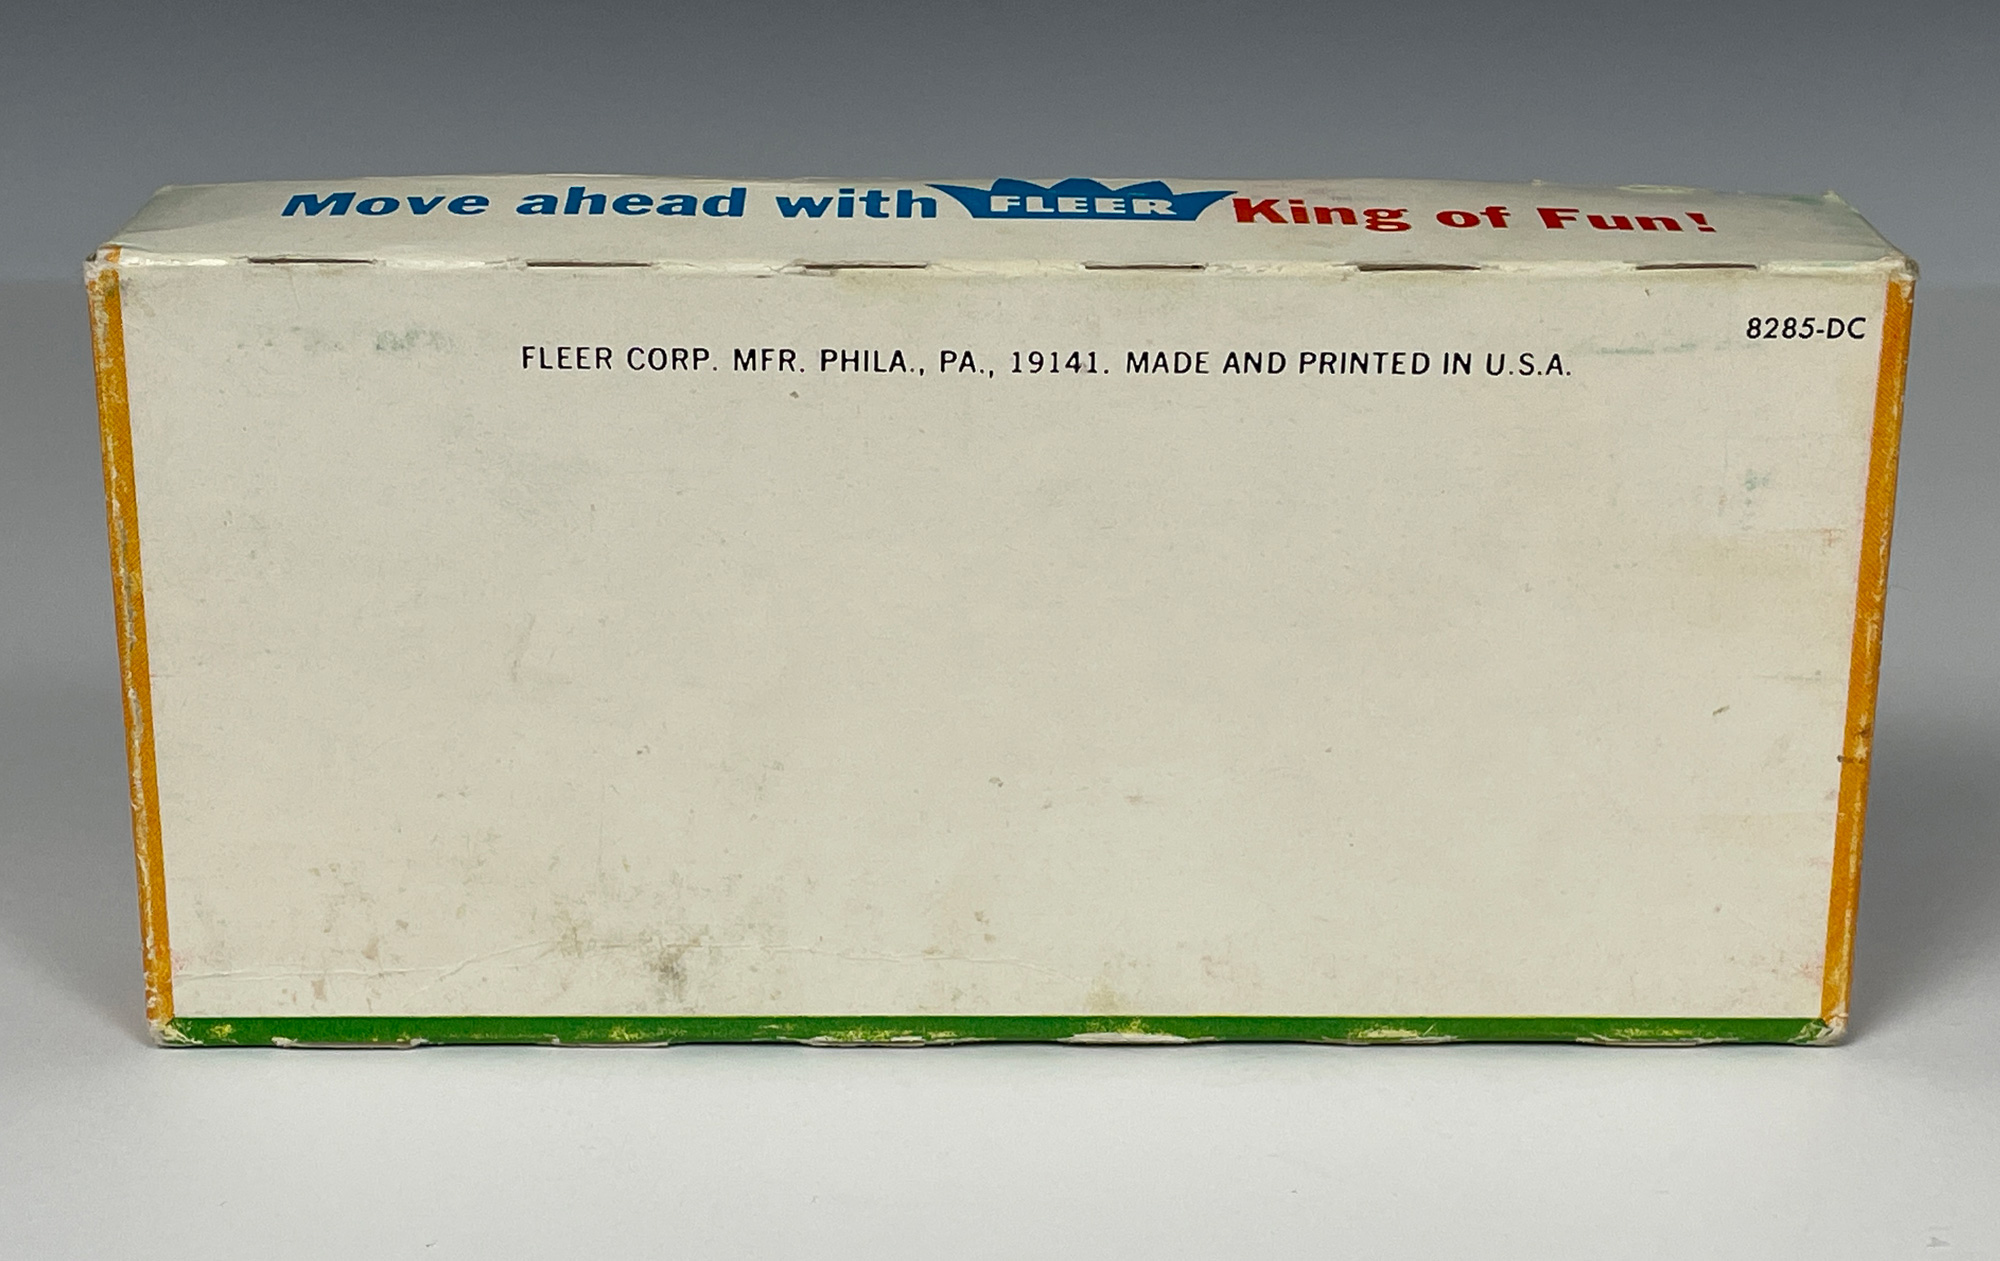 Move ahead with FLEER King of Fun!
8285-DC
FLEER CORP. MFR. PHILA., PA., 19141. MADE AND PRINTED IN U.S.A.